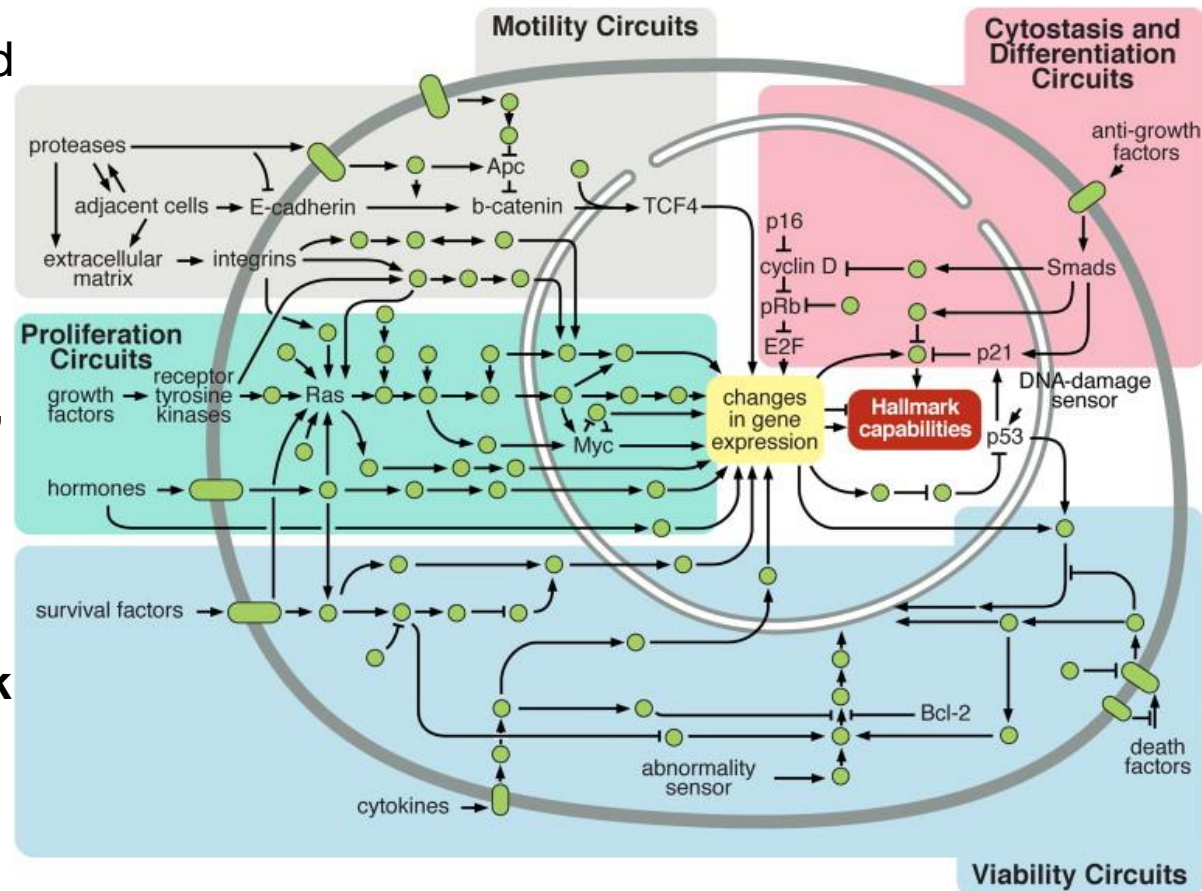 d
,
k
Motility Circuits
Cytostasis and
Differentiation
Circuits
proteases
Apc
anti-growth
factors
adjacent cells
E-cadherin
b-catenin
TCF4
p16
extracellular
matrix
integrins
cyclin D
Smads
pRb
E2F
p21
Proliferation
Circuits
growth
factors
receptor
tyrosine
kinases
Ras
Myc
changes
in gene
expression
Hallmark
capabilities
DNA-damage
sensor
p53
hormones
survival factors
Bcl-2
abnormality
sensor
death
factors
cytokines
Viability Circuits